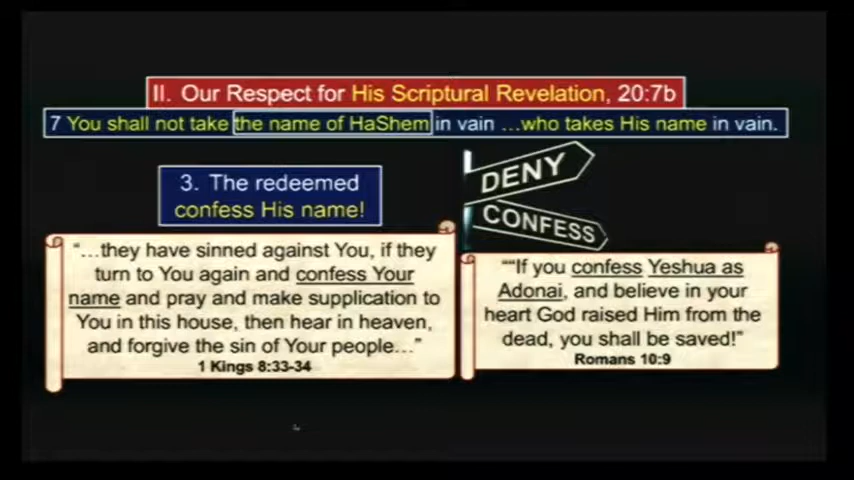 II. Our Respect for His Scriptural Revelation, 20:7b
7 You shall not take the name of HaShem in vain ...who takes His name in vain.
3. The redeemed
confess His name!
DENY
CONFESS
"...they have sinned against You, if they
turn to You again and confess Your
name and pray and make supplication to
You in this house, then hear in heaven,
and forgive the sin of Your people..."
1 Kings 8:33-34
""If you confess Yeshua as
Adonai, and believe in your
heart God raised Him from the
dead, you shall be saved!"
Romans 10:9